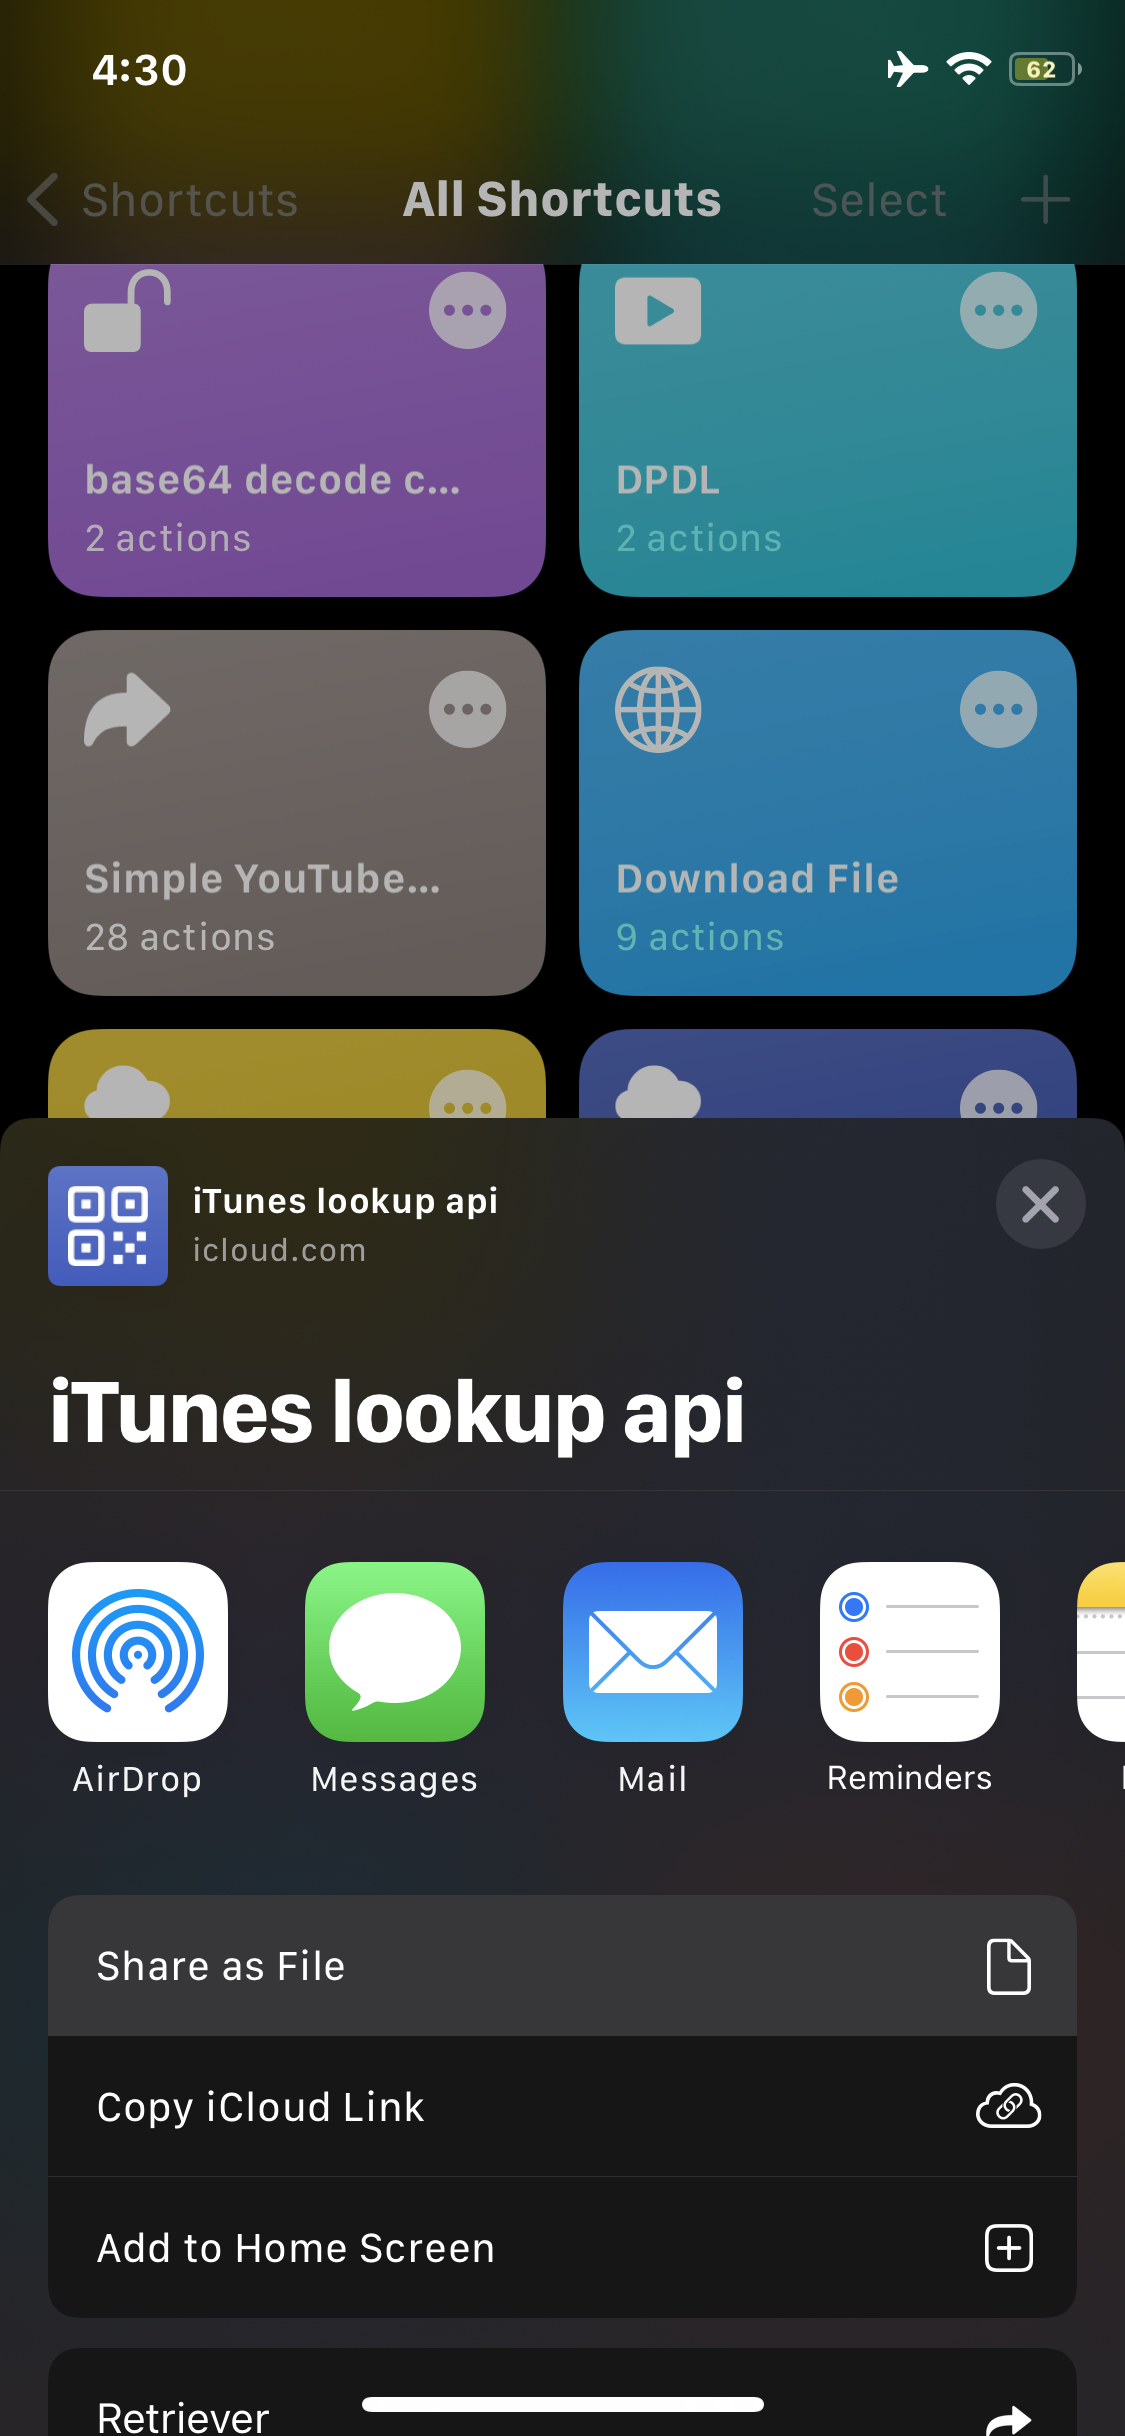 4:30
62
Shortcuts
All Shortcuts
Select
base64 decode c...
2 actions
DPDL
2 actions
Simple YouTube...
28 actions
Download File
9 actions
iTunes lookup api
icloud.com
iTunes lookup api
AirDrop
Messages
Mail
Reminders
Share as File
Copy iCloud Link
Add to Home Screen
Retriever